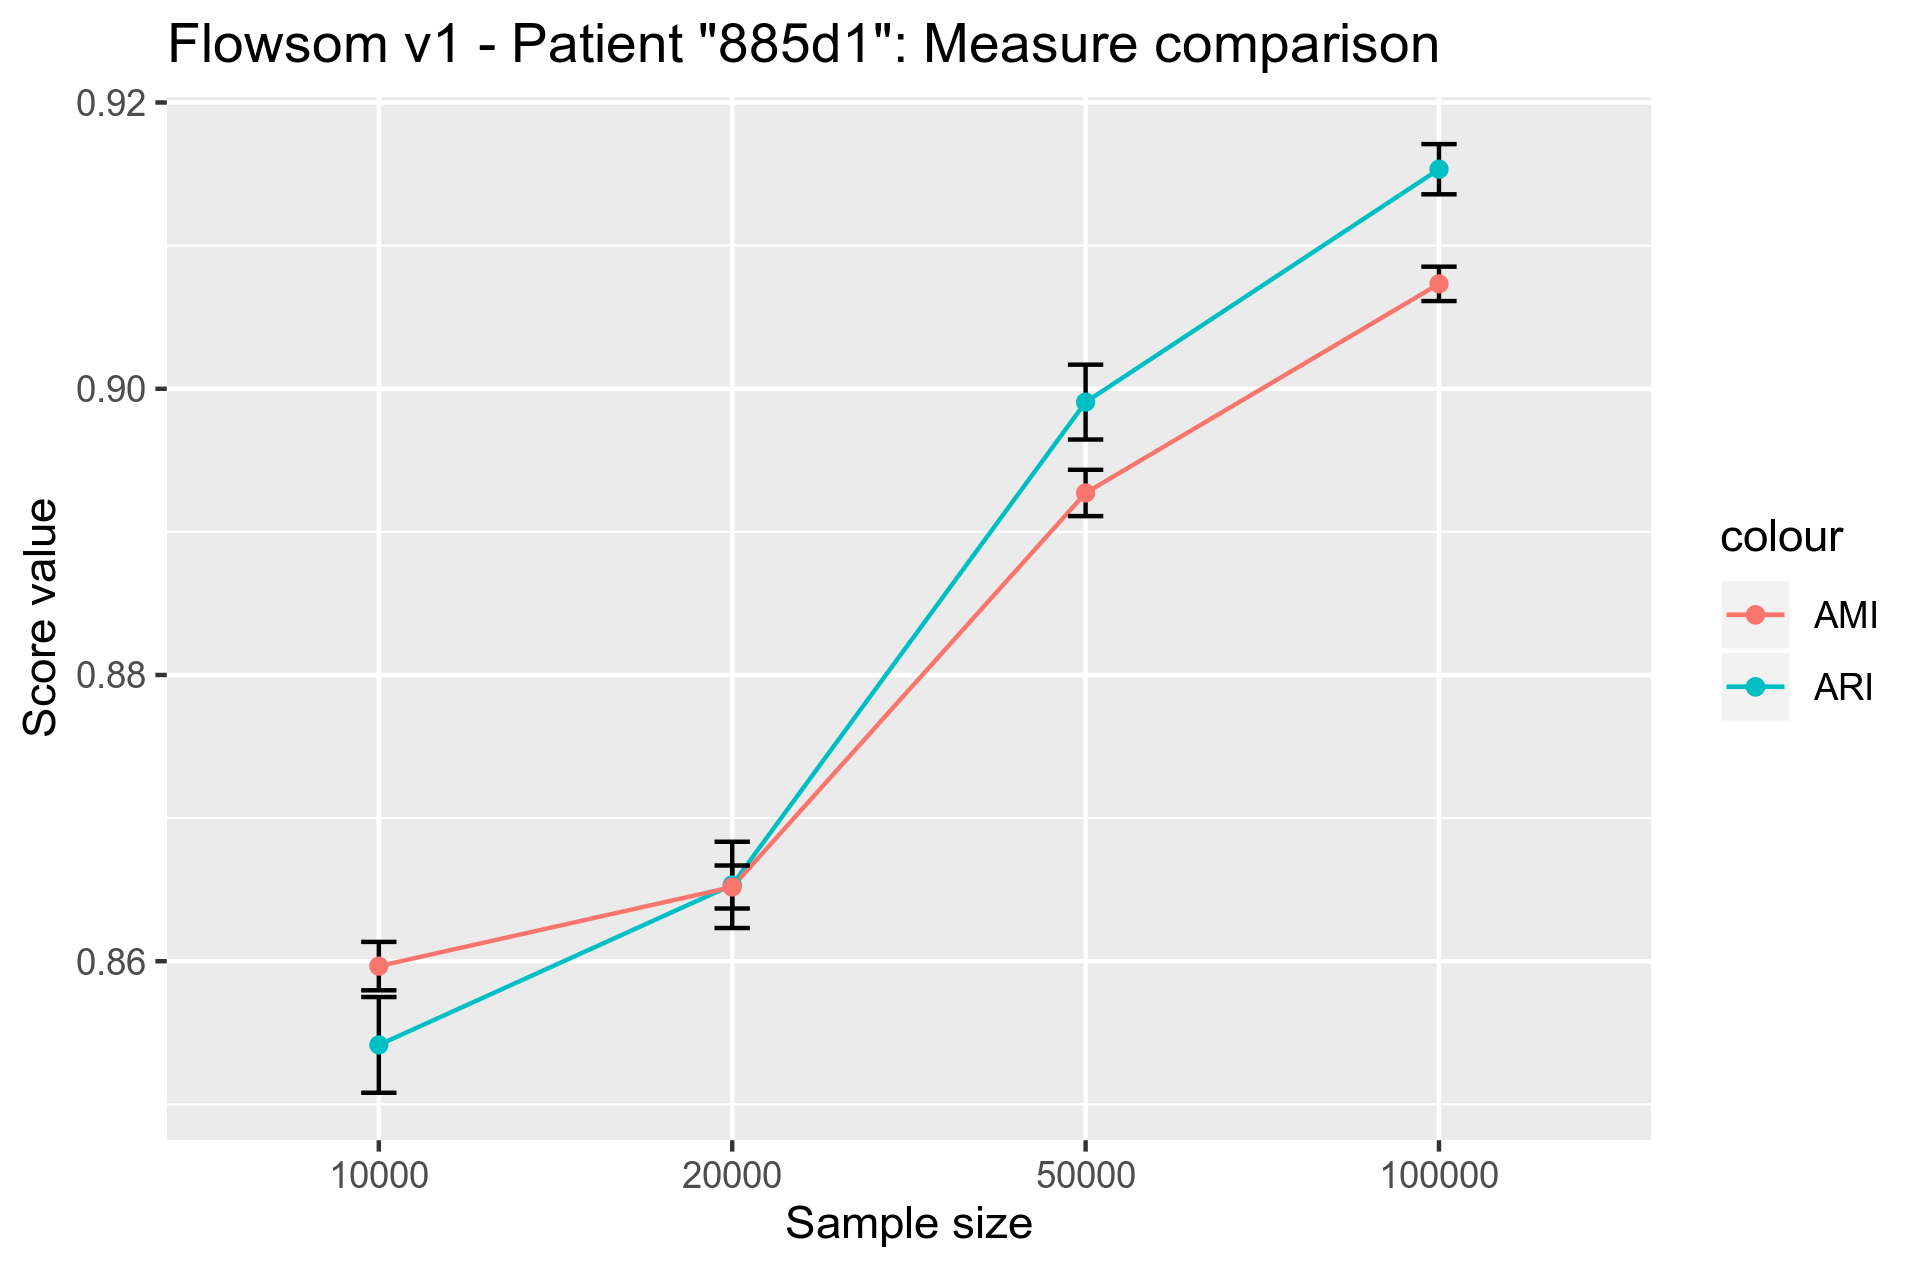 Flowsom v1 - Patient "885d1": Measure comparison
0.92
0.90
0.88
0.86
Score value
10000 20000 50000 100000
Sample size
colour
AMI
ARI